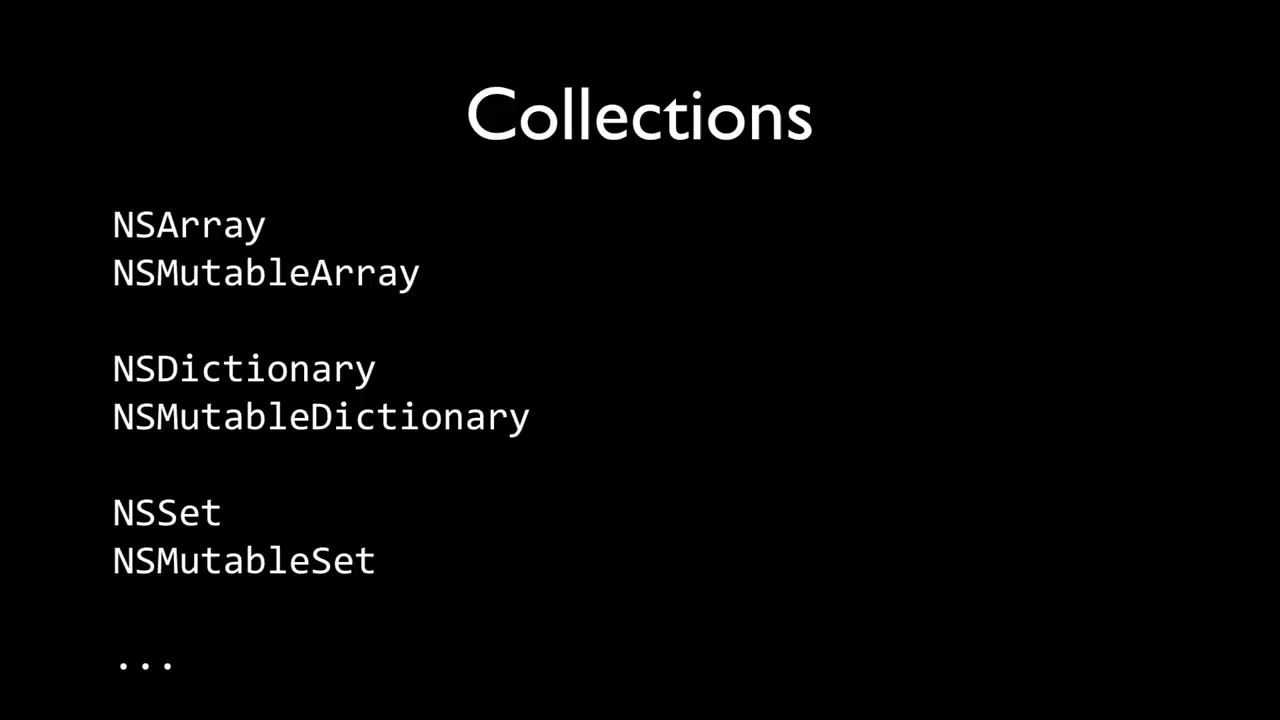 Collections
NSArray
NSMutableArray
NSDictionary
NSMutableDictionary
NSSet
NSMutableSet
...